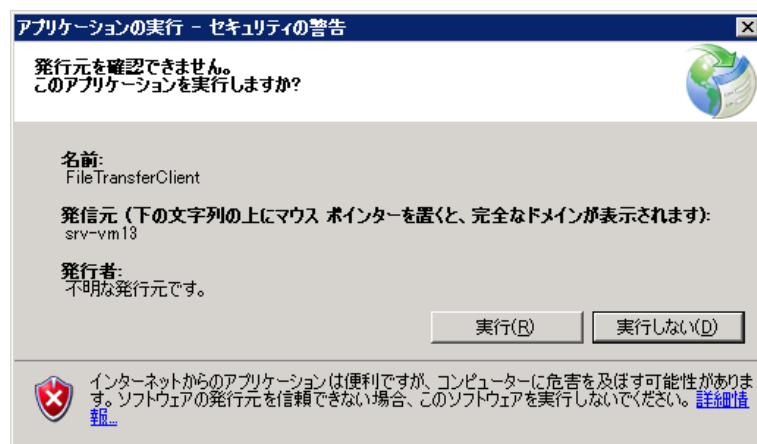 アプリケーションの実行 - セキュリティの警告
発行元を確認できません。
このアプリケーションを実行しますか?
名前:
FileTransferClient
発信元 (下の文字列の上にマウス ポインターを置くと、完全なドメインが表示されます):
srv-vm13
発行者:
不明な発行元です。
実行(R)
実行しない(D)
インターネットからのアプリケーションは便利ですが、コンピューターに危害を及ぼす可能性がありま
す。ソフトウェアの発行元を信頼できない場合、このソフトウェアを実行しないでください。詳細情
報...